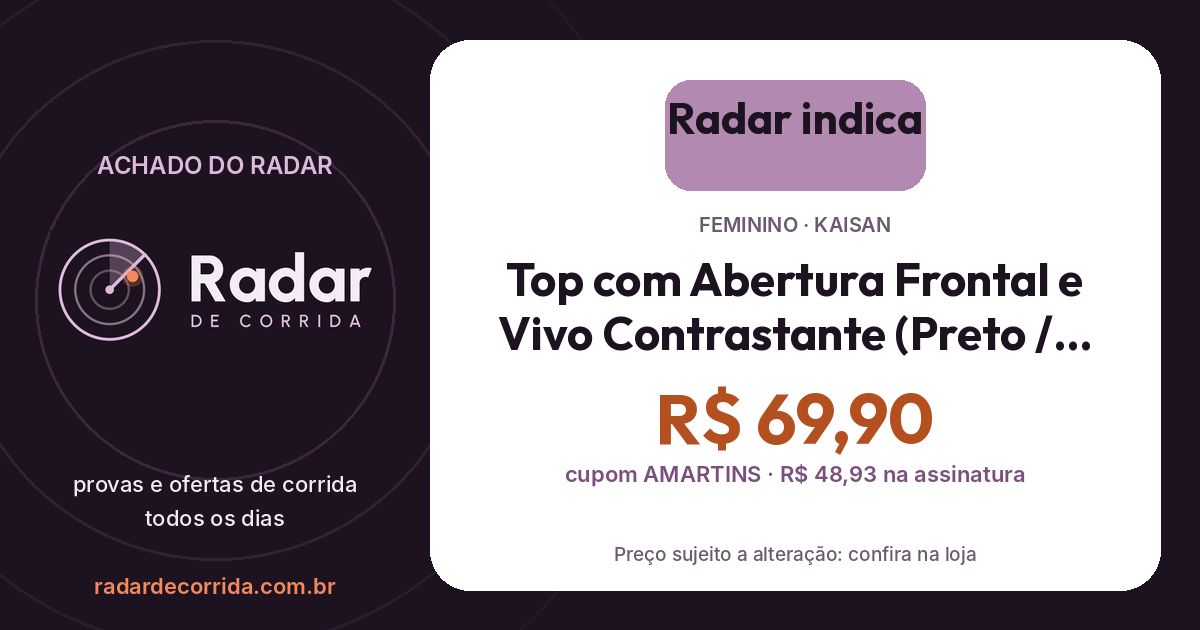 ACHADO DO RADAR
Radar
DE CORRIDA
provas e ofertas de corrida
todos os dias
radardecorrida.com.br
Radar indica
FEMININO · KAISAN
Top com Abertura Frontal e
Vivo Contrastante (Preto /...
R$ 69,90
cupom AMARTINS · R$ 48,93 na assinatura
Preço sujeito a alteração: confira na loja